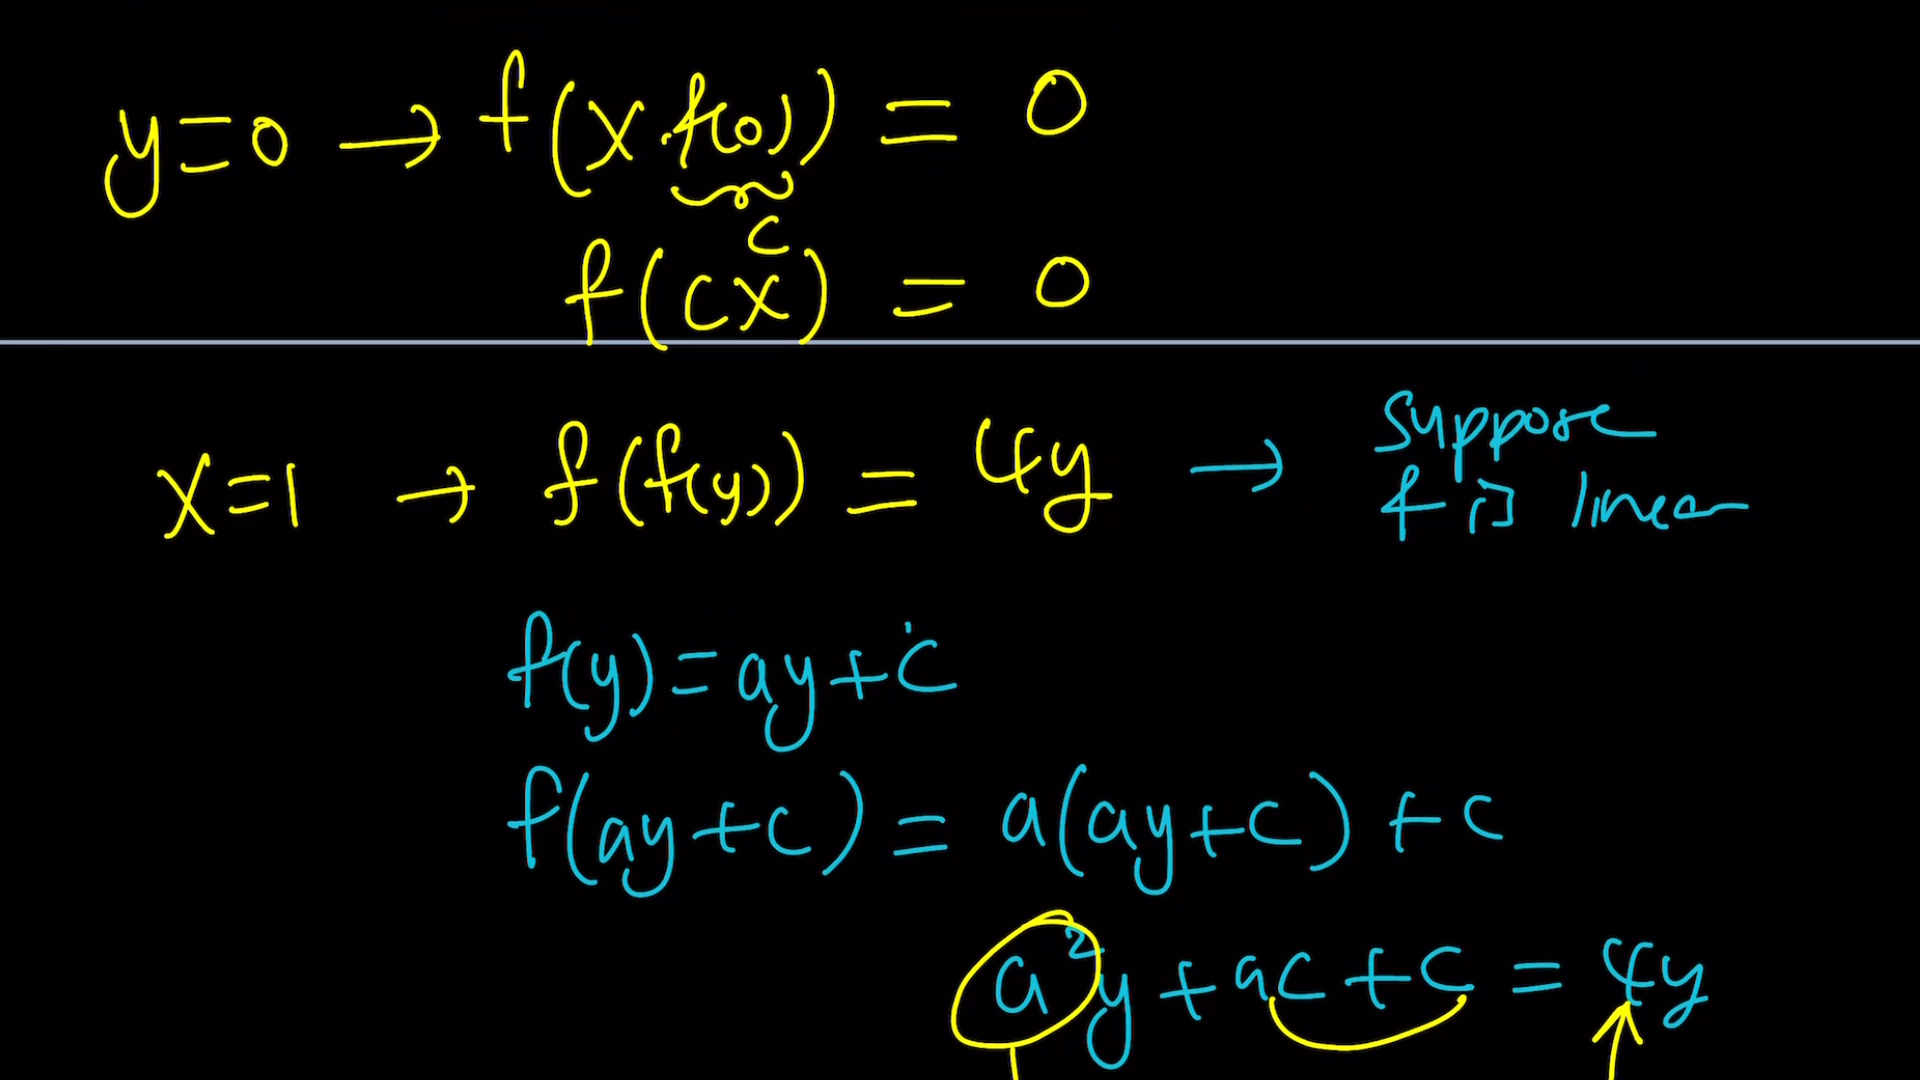 y=0 → f(x·f(0)) = 0
c
f(cx) = 0
x=1 → f(f(y)) = 4y → suppose
f is linear
f(y)=ay+c
f(ay+c) = a(ay+c) + c
a²y + ac + c = 4y